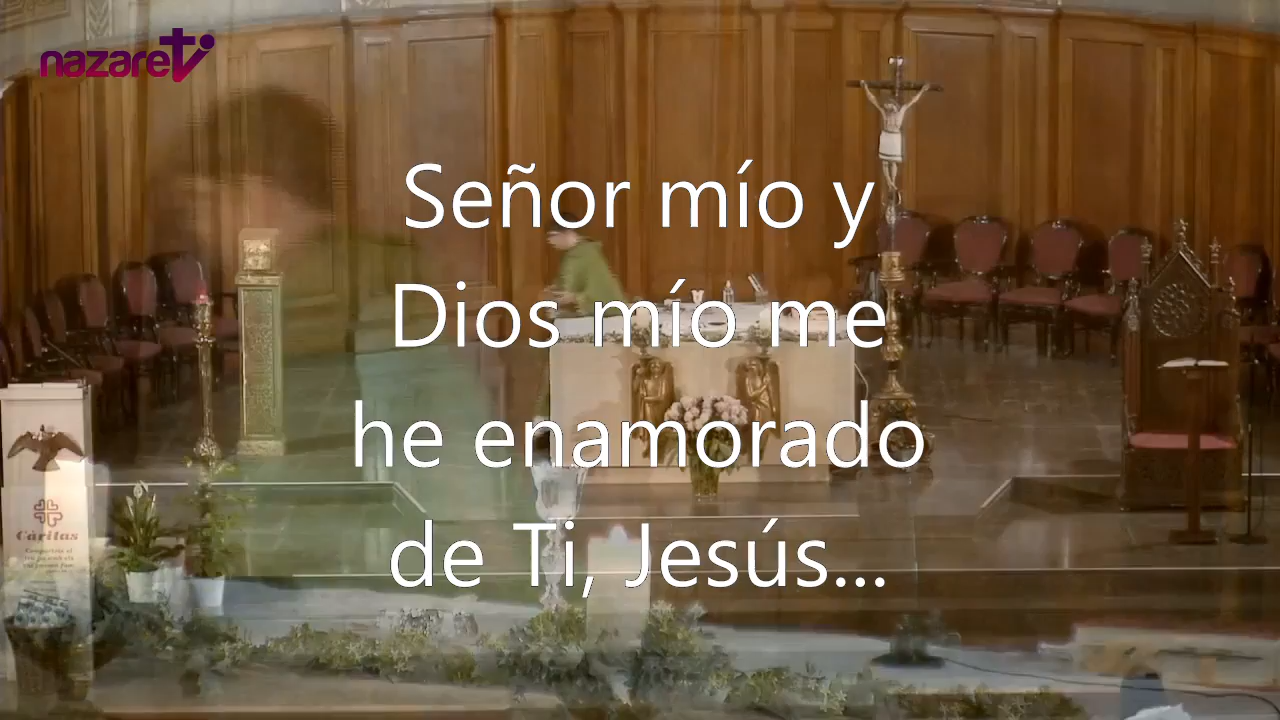 nazaretv
Señor mío y
Dios mío me
he enamorado
de Ti, Jesús...
Cáritas